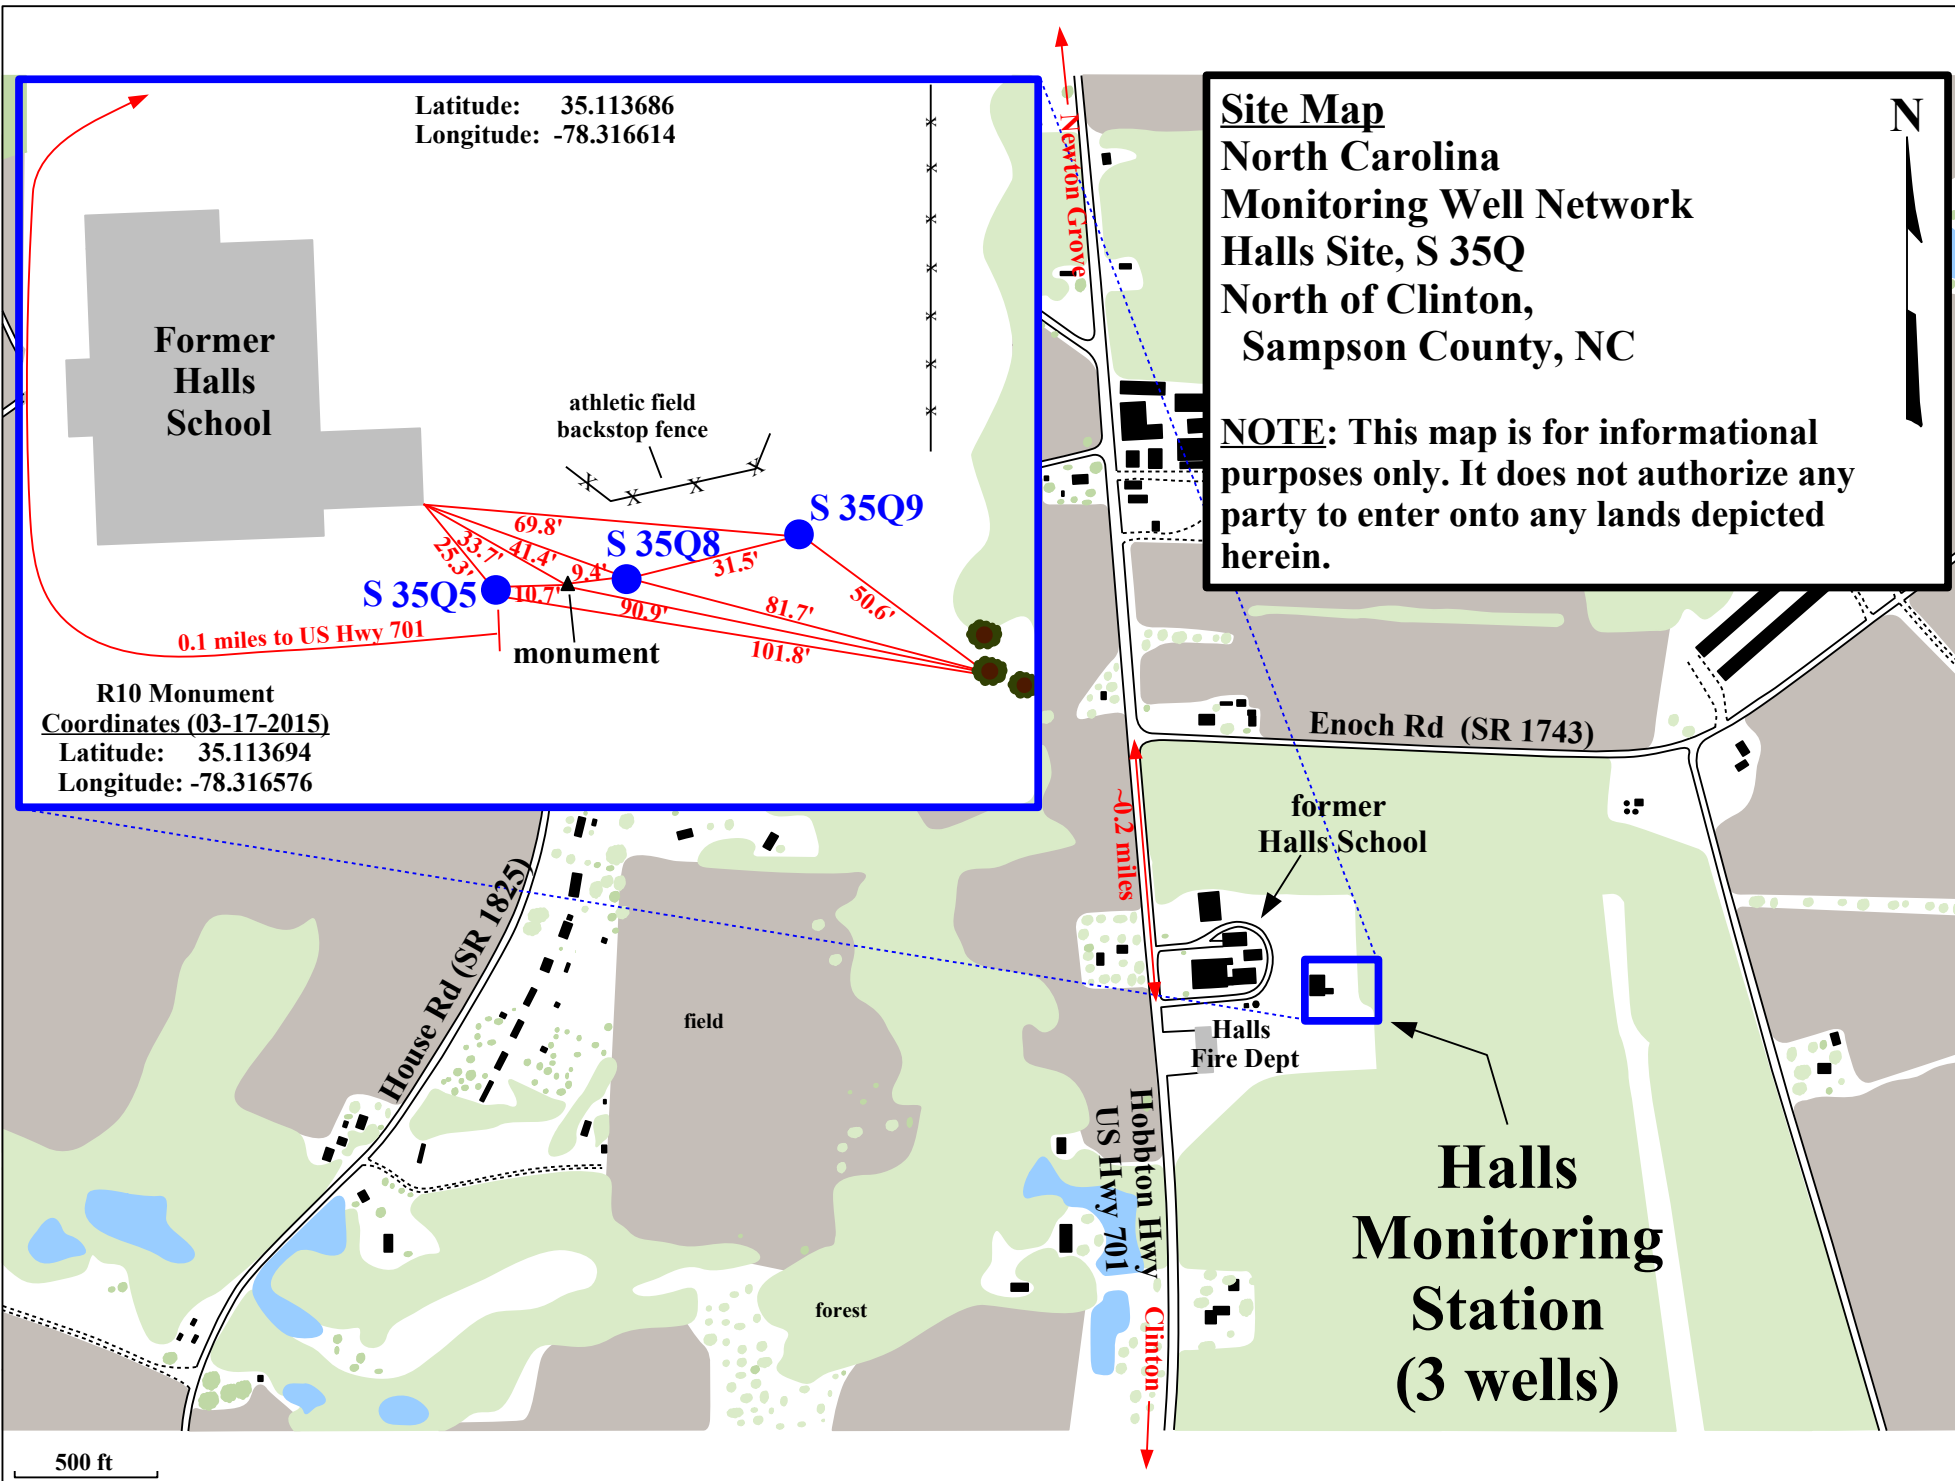 Latitude: 35.113686
Longitude: -78.316614
Former
Halls
School
athletic field
backstop fence
X X X X
x x x x x x x
S 35Q9
S 35Q8
S 35Q5
69.8'
41.4'
33.7'
25.3'
9.4'
10.7'
31.5'
50.6'
81.7'
90.9'
101.8'
monument
0.1 miles to US Hwy 701
R10 Monument
Coordinates (03-17-2015)
Latitude: 35.113694
Longitude: -78.316576
Newton Grove
Site Map
North Carolina
Monitoring Well Network
Halls Site, S 35Q
North of Clinton,
Sampson County, NC
NOTE: This map is for informational
purposes only. It does not authorize any
party to enter onto any lands depicted
herein.
N
Enoch Rd (SR 1743)
~0.2 miles
former
Halls School
House Rd (SR 1825)
field
Halls
Fire Dept
Hobbton Hwy
US Hwy 701
Halls
Monitoring
Station
(3 wells)
forest
Clinton
500 ft